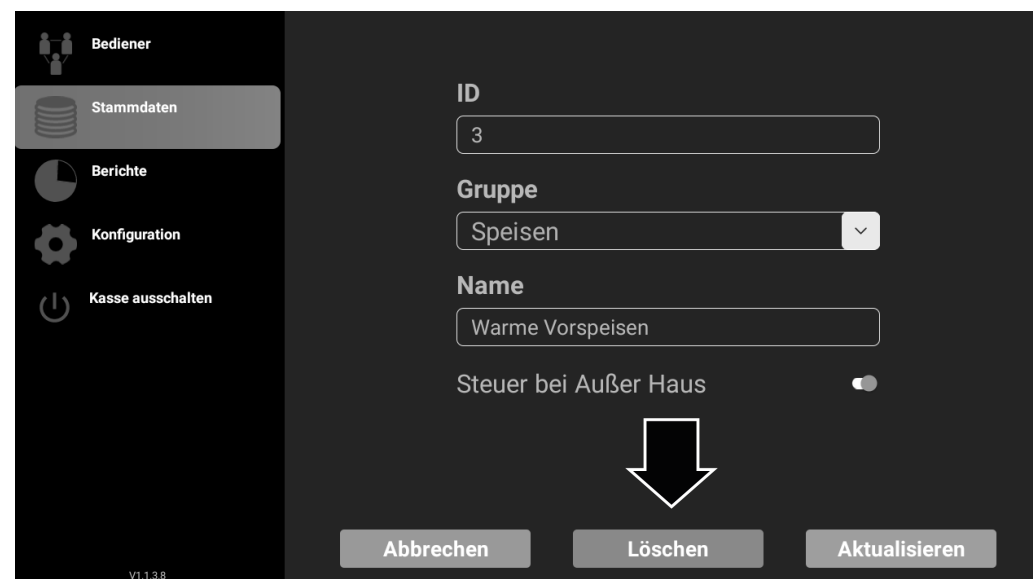 Bediener
Stammdaten
Berichte
Konfiguration
Kasse ausschalten
V1.1.3.8
ID
3
Gruppe
Speisen
Name
Warme Vorspeisen
Steuer bei Außer Haus
Abbrechen
Löschen
Aktualisieren